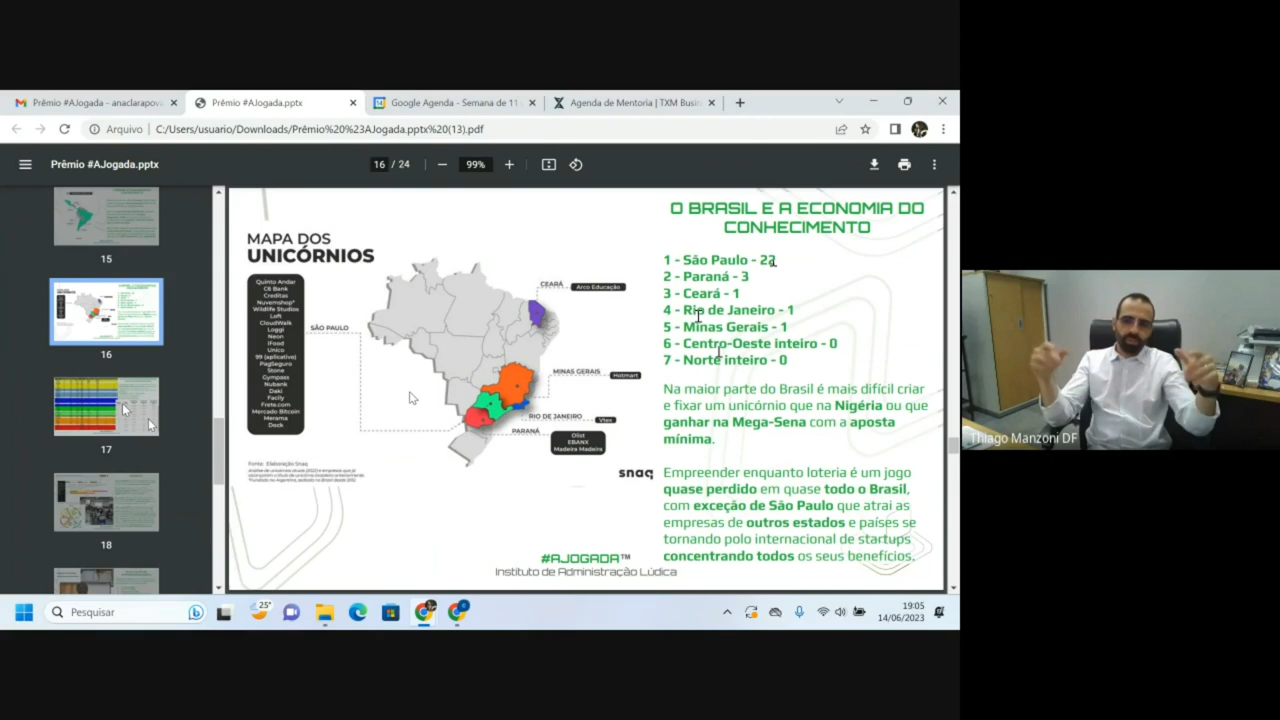 Prêmio #AJogada - anaclarapova
Prêmio #AJogada.pptx
Google Agenda - Semana de 11
Agenda de Mentoria | TXM Busin
Arquivo
C:/Users/usuario/Downloads/Prêmio%20%23AJogada.pptx%20(13).pdf
Prêmio #AJogada.pptx
16 / 24
99%
15
16
17
18
MAPA DOS
UNICÓRNIOS
Quinto Andar
C6 Bank
Creditas
Nuvemshop*
Wildlife Studios
Loft
CloudWalk
Loggi
Neon
iFood
Unico
99 (aplicativo)
PagSeguro
Stone
Gympass
Nubank
Daki
Facily
Frete.com
Mercado Bitcoin
Merama
Dock
SÃO PAULO
CEARÁ
Arco Educação
MINAS GERAIS
Hotmart
RIO DE JANEIRO
Vtex
PARANÁ
Olist
EBANX
Madeira Madeira
Fonte: Elaboração Snaq
snaq
O BRASIL E A ECONOMIA DO
CONHECIMENTO
1 - São Paulo - 22
2 - Paraná - 3
3 - Ceará - 1
4 - Rio de Janeiro - 1
5 - Minas Gerais - 1
6 - Centro-Oeste inteiro - 0
7 - Norte inteiro - 0
Na maior parte do Brasil é mais difícil criar
e fixar um unicórnio que na Nigéria ou que
ganhar na Mega-Sena com a aposta
mínima.
Empreender enquanto loteria é um jogo
quase perdido em quase todo o Brasil,
com exceção de São Paulo que atrai as
empresas de outros estados e países se
tornando polo internacional de startups
concentrando todos os seus benefícios.
#AJOGADA™
Instituto de Administração Lúdica
Thiago Manzoni DF
Pesquisar
25°
19:05
14/06/2023